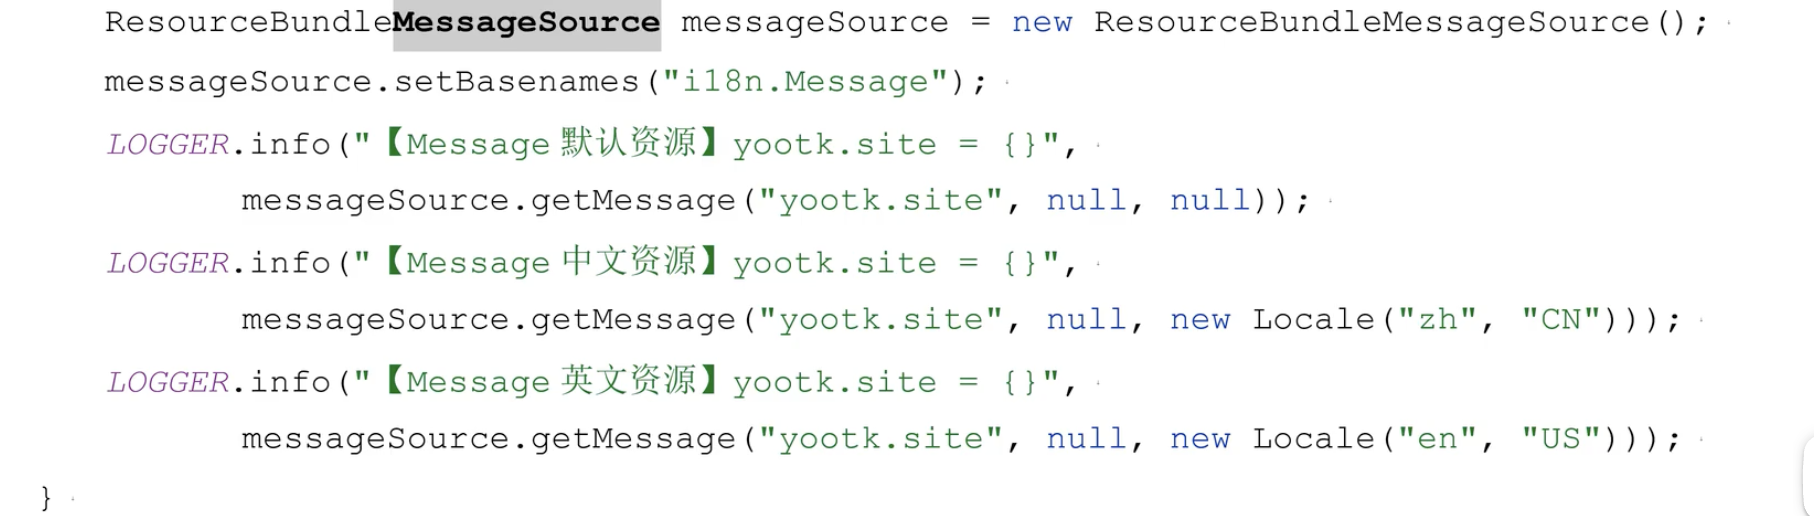 ResourceBundleMessageSource messageSource = new ResourceBundleMessageSource();
messageSource.setBasenames("i18n.Message");
LOGGER.info("【Message 默认资源】yootk.site = {}",
messageSource.getMessage("yootk.site", null, null));
LOGGER.info("【Message 中文资源】yootk.site = {}",
messageSource.getMessage("yootk.site", null, new Locale("zh", "CN")));
LOGGER.info("【Message 英文资源】yootk.site = {}",
messageSource.getMessage("yootk.site", null, new Locale("en", "US")));
}